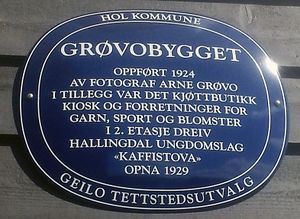 HOL KOMMUNE
GRØVOBYGGET
OPPFØRT 1924
AV FOTOGRAF ARNE GRØVO
I TILLEGG VAR DET KJØTTBUTIKK
KIOSK OG FORRETNINGER FOR
GARN, SPORT OG BLOMSTER
I 2. ETASJE DREIV
HALLINGDAL UNGDOMSLAG
«KAFFISTOVA»
OPNA 1929
GEILO TETTSTEDSUTVALG